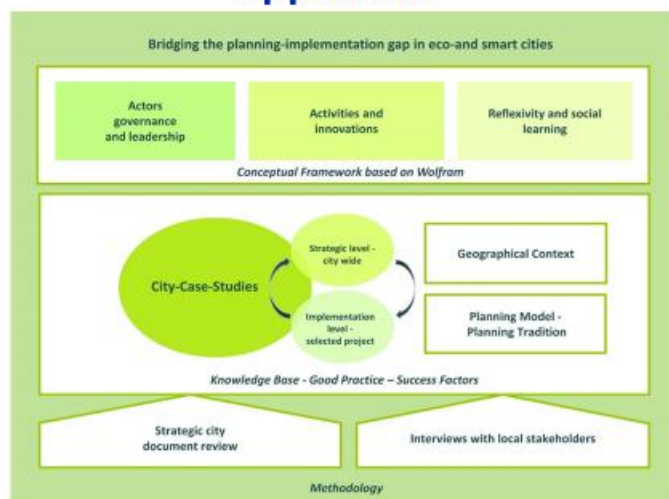 Bridging the planning-implementation gap in eco-and smart cities
Actors
governance
and leadership
Activities and
innovations
Reflexivity and social
learning
Conceptual Framework based on Wolfram
City-Case-Studies
Strategic level -
city wide
Implementation
level -
selected project
Geographical Context
Planning Model -
Planning Tradition
Knowledge Base - Good Practice – Success Factors
Strategic city
document review
Interviews with local stakeholders
Methodology